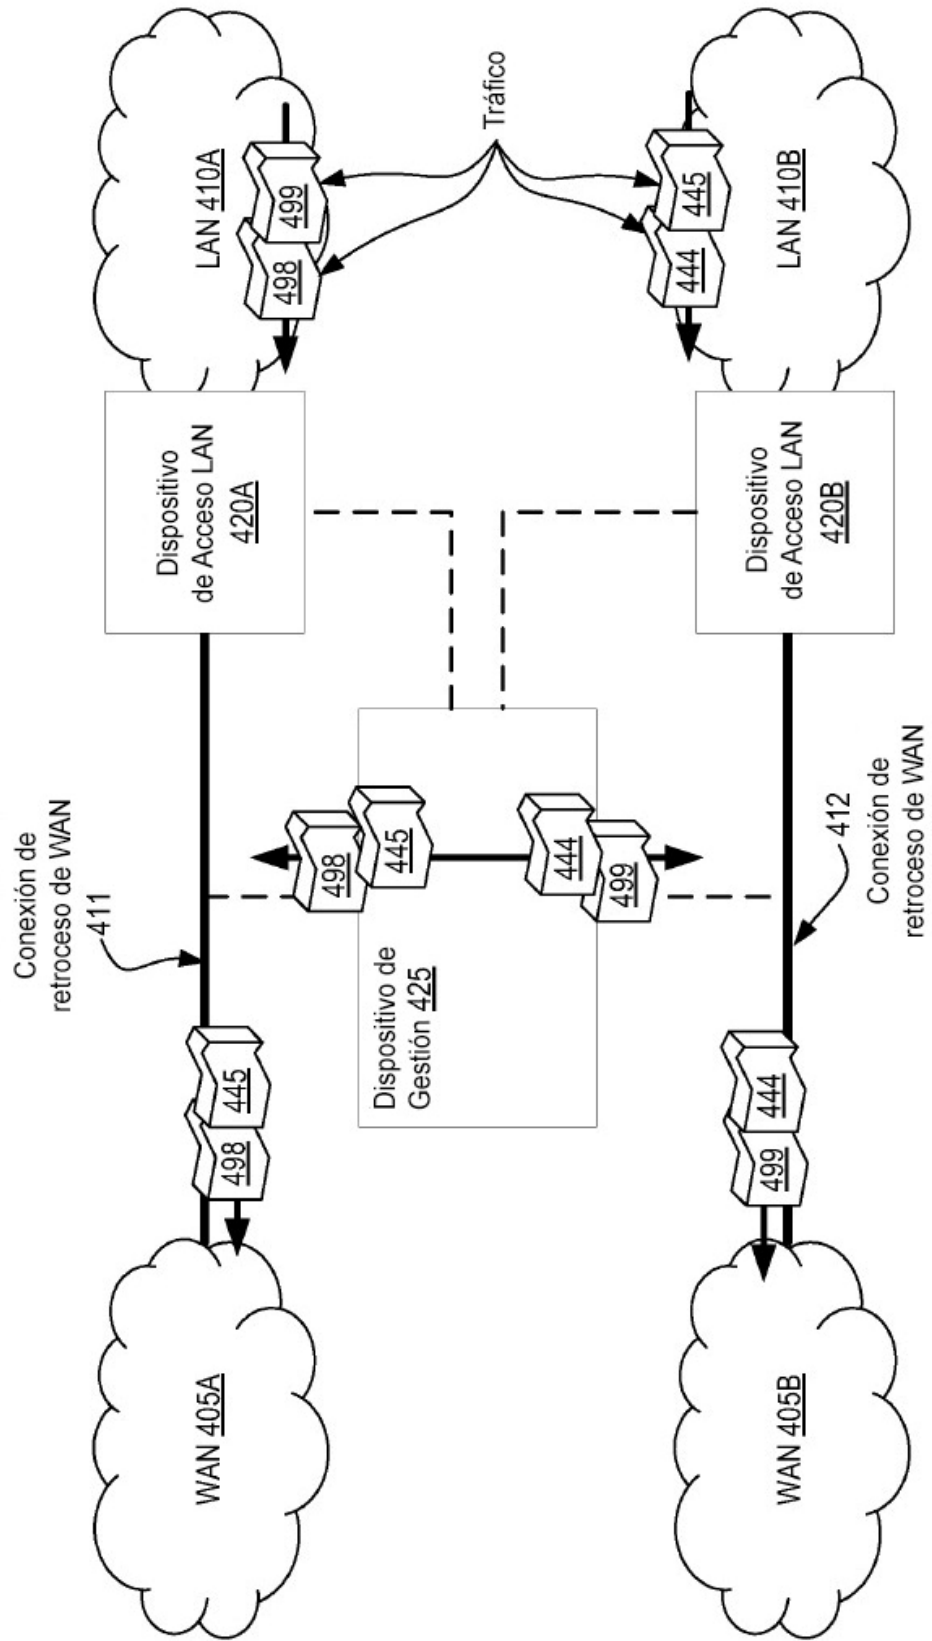 Conexión de
retroceso de WAN
411
WAN 405A
498
445
Dispositivo
de Acceso LAN
420A
LAN 410A
498
499
Dispositivo de
Gestión 425
498
445
444
499
Tráfico
WAN 405B
499
444
Dispositivo
de Acceso LAN
420B
LAN 410B
444
445
412
Conexión de
retroceso de WAN